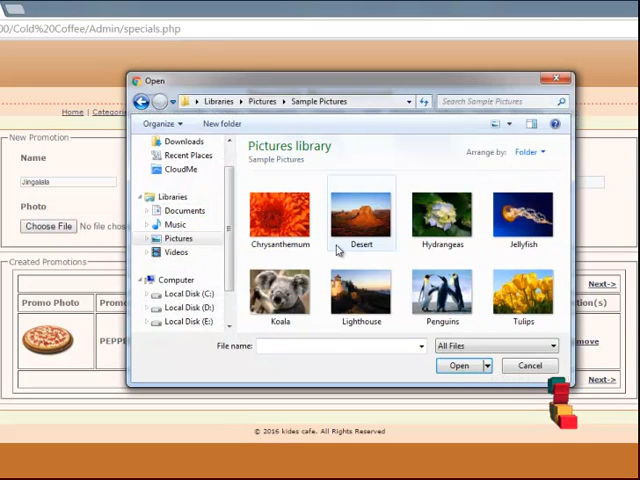 00/Cold%20Coffee/Admin/specials.php
Open
Libraries
Pictures
Sample Pictures
Search Sample Pictures
Home
Organize
New folder
New Promotion
Name
Jingalala
Photo
Choose File
No file
Downloads
Recent Places
CloudMe
Libraries
Documents
Music
Pictures
Videos
Computer
Local Disk (C:)
Local Disk (D:)
Local Disk (E:)
Pictures library
Sample Pictures
Arrange by:
Folder
Chrysanthemum
Desert
Hydrangeas
Jellyfish
Koala
Lighthouse
Penguins
Tulips
File name:
All Files
Open
Cancel
Created Promotions
Next->
Promo Photo
Next->
© 2016 kides cafe. All Rights Reserved